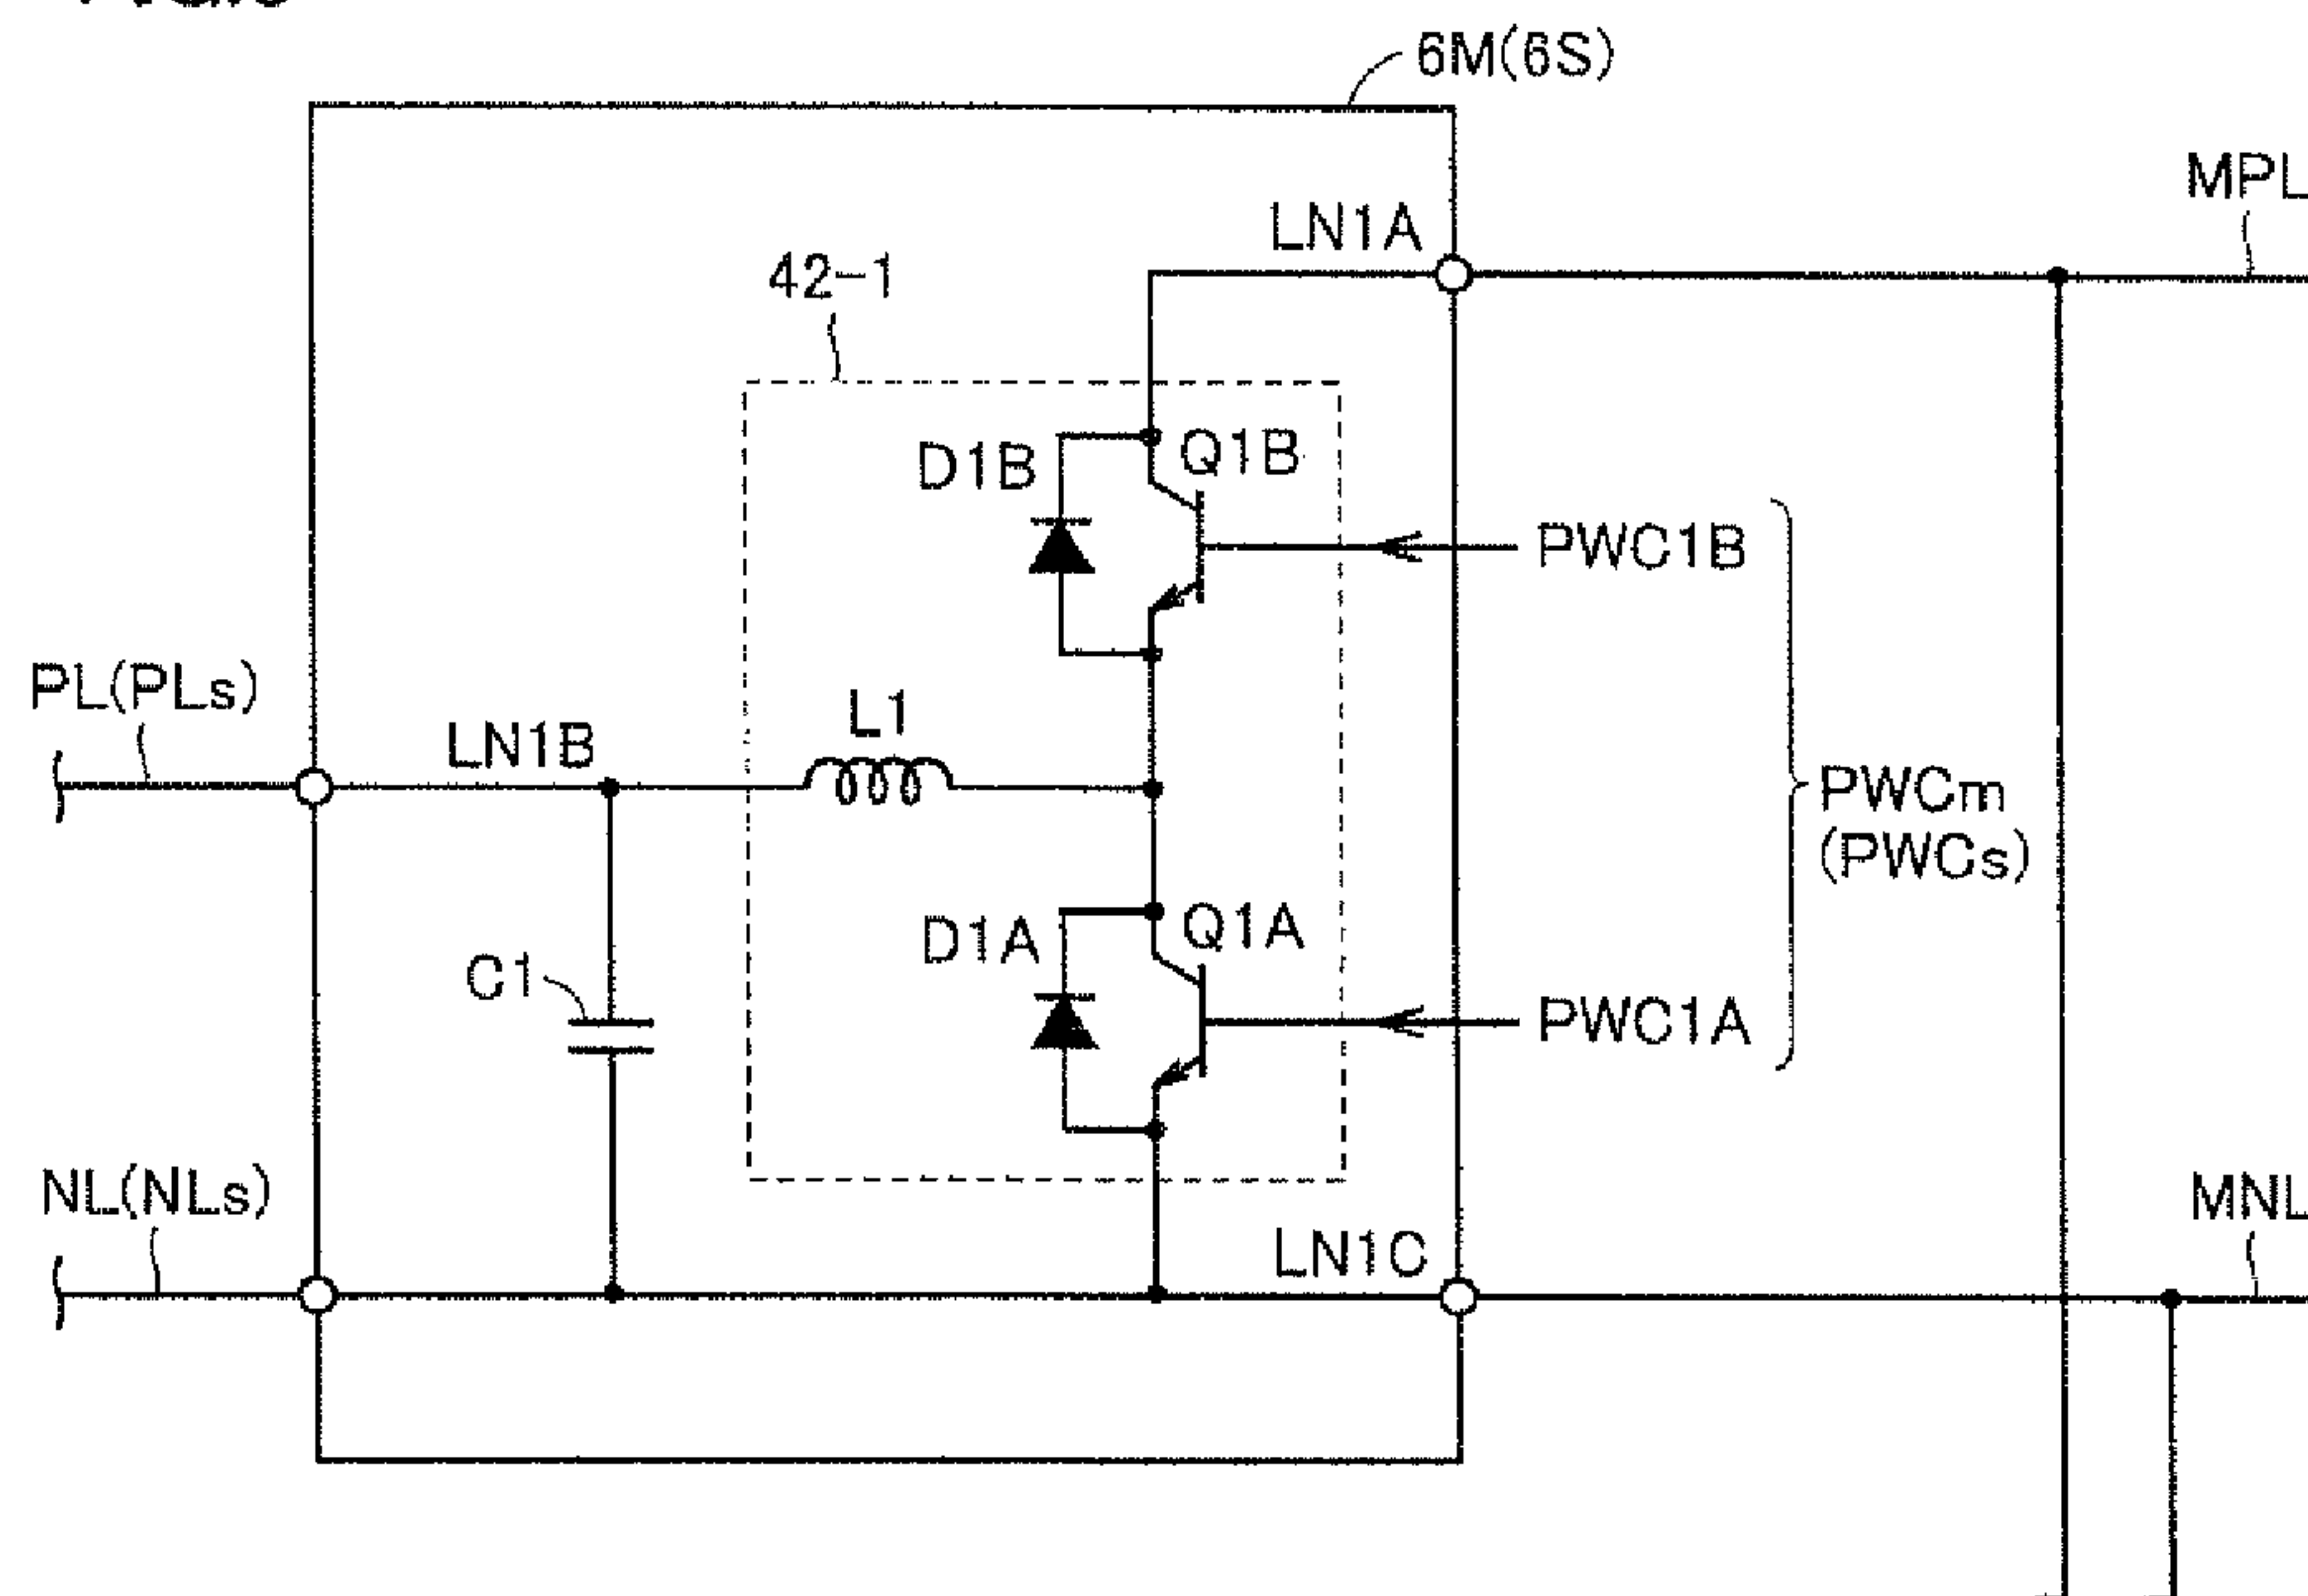 6M(6S)
MPL
LN1A
42-1
D1B
Q1B
PWC1B
PL(PLs)
LN1B
L1
PWCm
(PWCs)
D1A
Q1A
C1
PWC1A
NL(NLs)
MNL
LN1C